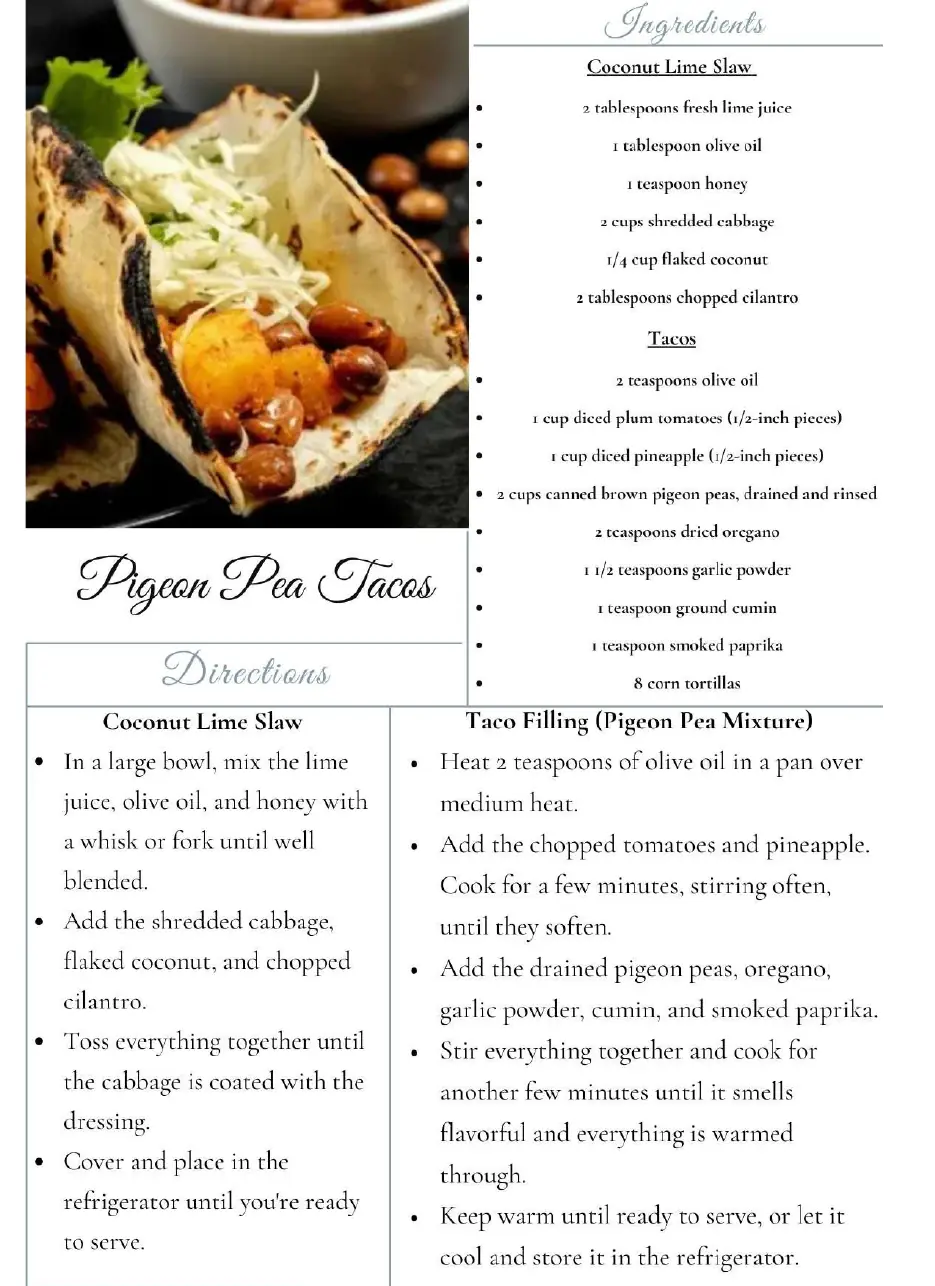 Ingredients
Coconut Lime Slaw
• 2 tablespoons fresh lime juice
• 1 tablespoon olive oil
• 1 teaspoon honey
• 2 cups shredded cabbage
• 1/4 cup flaked coconut
• 2 tablespoons chopped cilantro
Tacos
• 2 teaspoons olive oil
• 1 cup diced plum tomatoes (1/2-inch pieces)
• 1 cup diced pineapple (1/2-inch pieces)
• 2 cups canned brown pigeon peas, drained and rinsed
• 2 teaspoons dried oregano
• 1 1/2 teaspoons garlic powder
• 1 teaspoon ground cumin
• 1 teaspoon smoked paprika
• 8 corn tortillas
Pigeon Pea Tacos
Directions
Coconut Lime Slaw
• In a large bowl, mix the lime
juice, olive oil, and honey with
a whisk or fork until well
blended.
• Add the shredded cabbage,
flaked coconut, and chopped
cilantro.
• Toss everything together until
the cabbage is coated with the
dressing.
• Cover and place in the
refrigerator until you're ready
to serve.
Taco Filling (Pigeon Pea Mixture)
• Heat 2 teaspoons of olive oil in a pan over
medium heat.
• Add the chopped tomatoes and pineapple.
Cook for a few minutes, stirring often,
until they soften.
• Add the drained pigeon peas, oregano,
garlic powder, cumin, and smoked paprika.
• Stir everything together and cook for
another few minutes until it smells
flavorful and everything is warmed
through.
• Keep warm until ready to serve, or let it
cool and store it in the refrigerator.